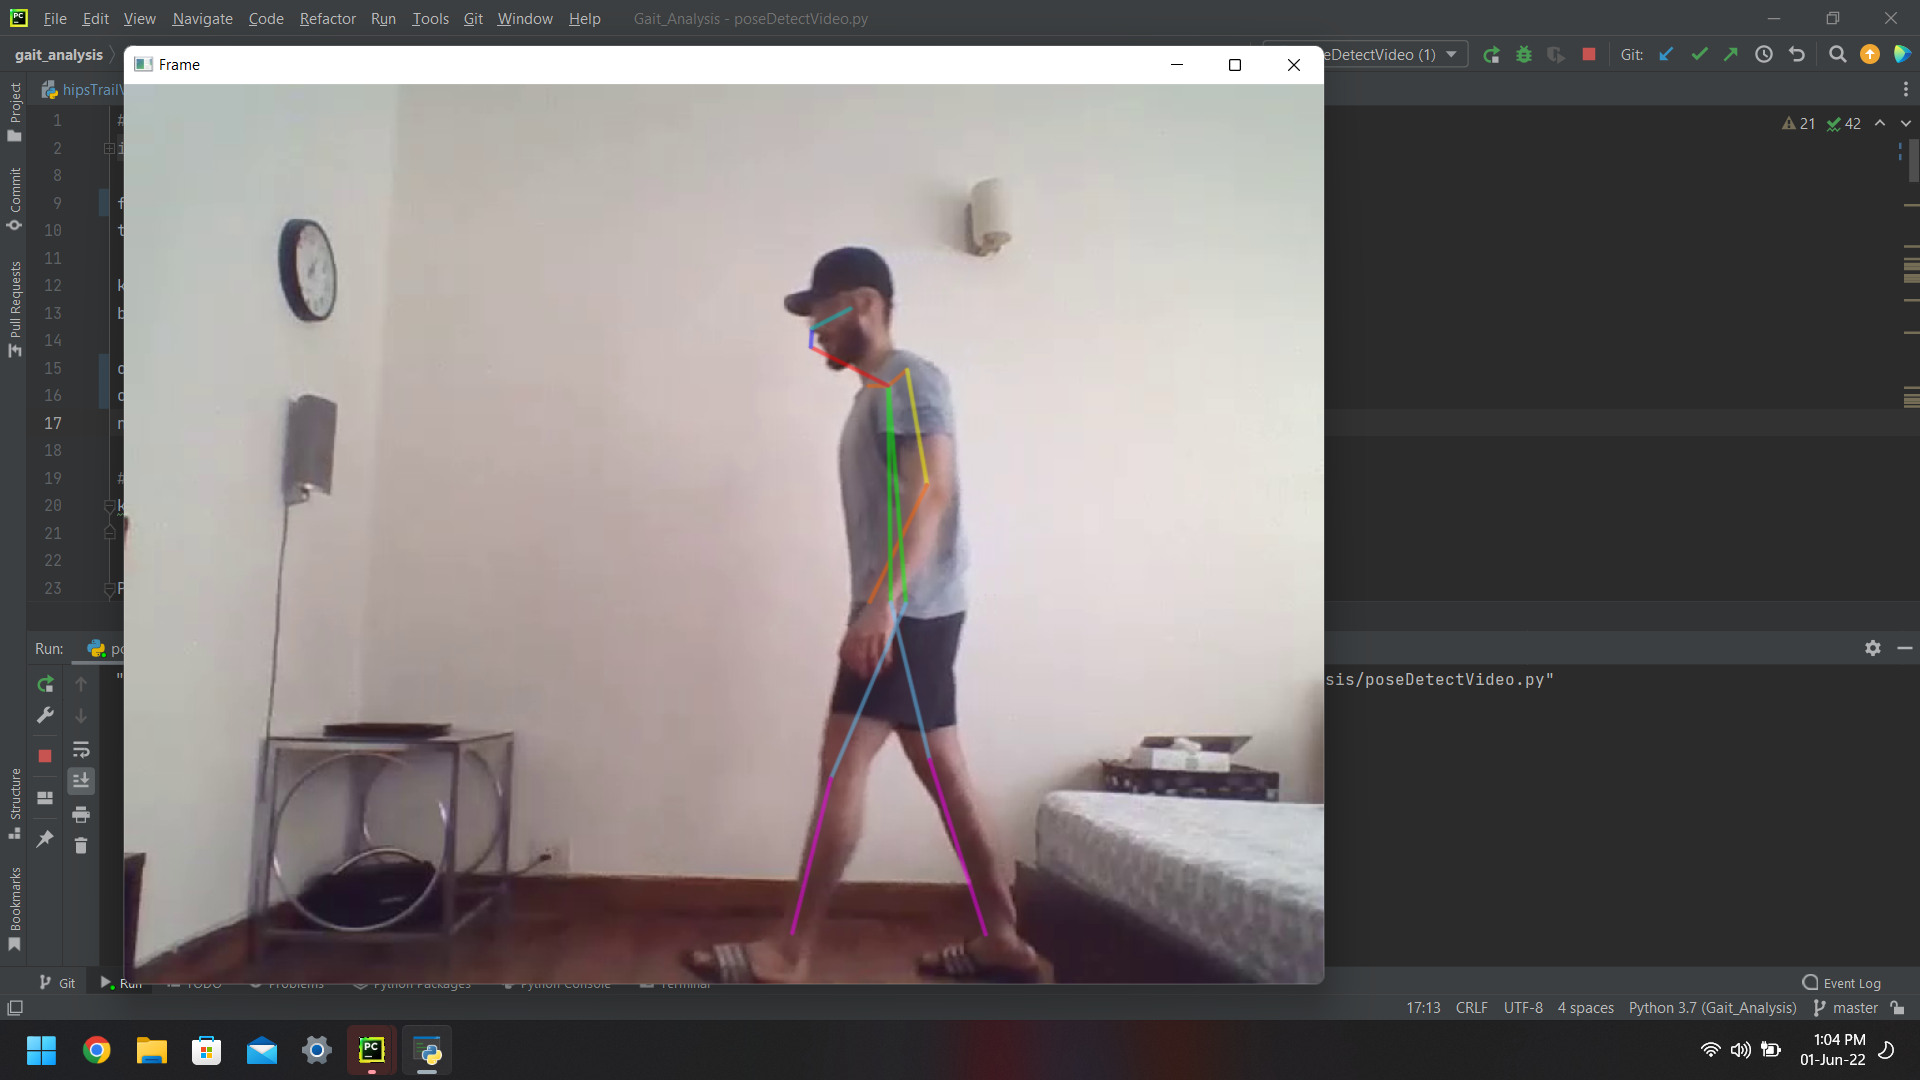 File Edit View Navigate Code Refactor Run Tools Git Window Help Gait_Analysis - poseDetectVideo.py
gait_analysis
eDetectVideo (1) Git:
Frame
hipsTrail
Project
Commit
Pull Requests
Structure
Bookmarks
21 42
1 #
2 i
8
9 f
10 t
11
12 k
13 b
14
15
16
17
18
19 #
20 k
21
22
23 P
Run: po
" sis/poseDetectVideo.py"
Git Run TODO Problems Python Packages Python Console Terminal Event Log
17:13 CRLF UTF-8 4 spaces Python 3.7 (Gait_Analysis) master
PC
1:04 PM
01-Jun-22